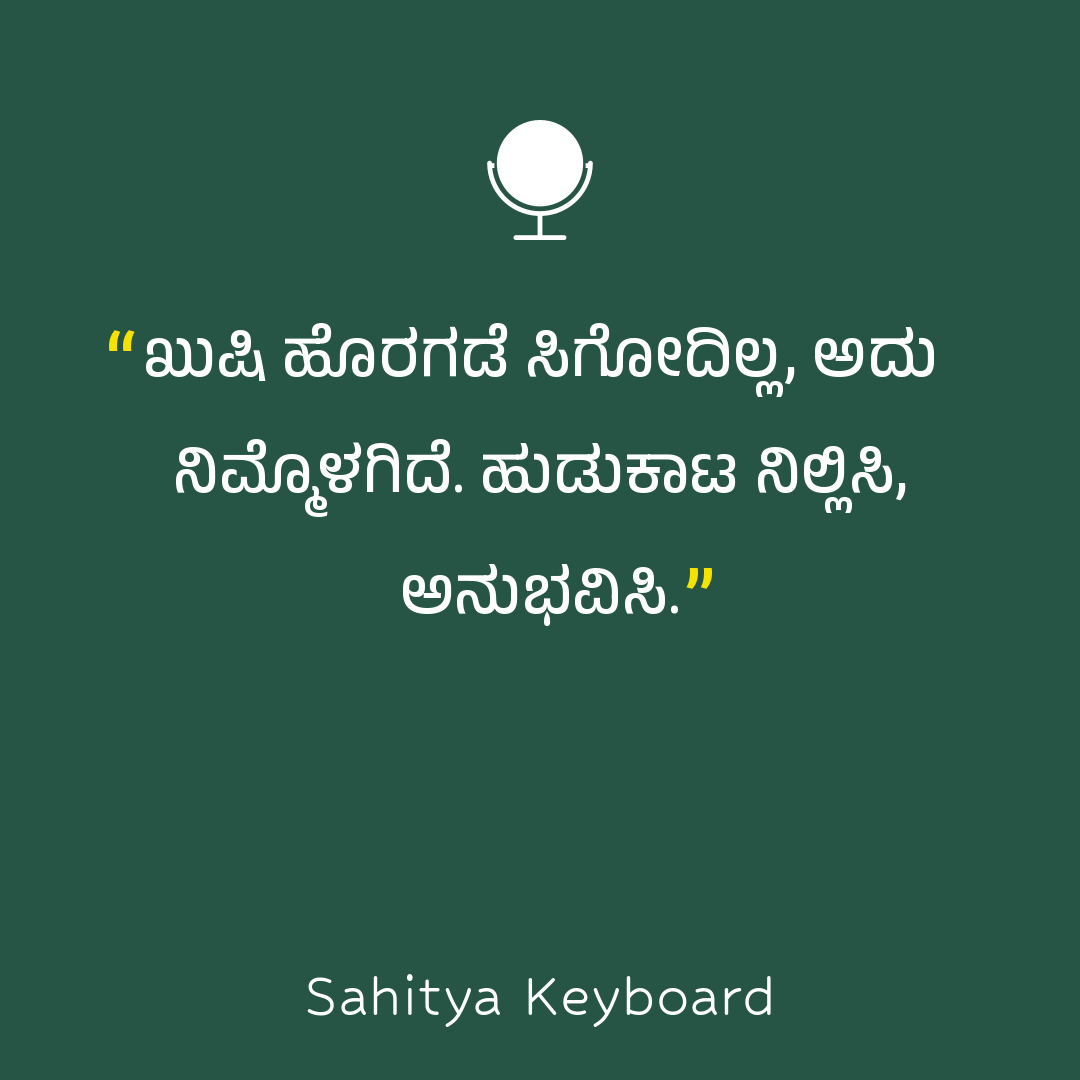 “ಖುಷಿ ಹೊರಗಡೆ ಸಿಗೋದಿಲ್ಲ, ಅದು
ನಿಮ್ಮೊಳಗಿದೆ. ಹುಡುಕಾಟ ನಿಲ್ಲಿಸಿ,
ಅನುಭವಿಸಿ.”
Sahitya Keyboard